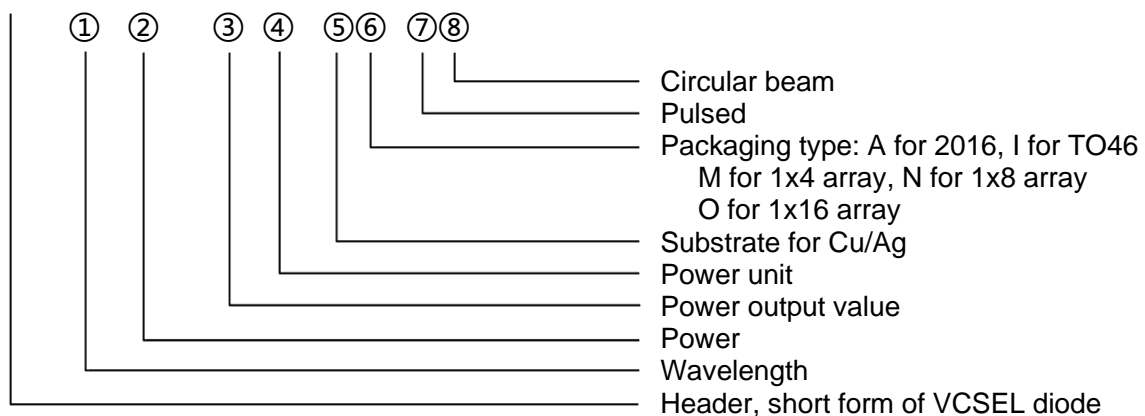 ① ② ③ ④ ⑤⑥ ⑦⑧
Circular beam
Pulsed
Packaging type: A for 2016, I for TO46
M for 1x4 array, N for 1x8 array
O for 1x16 array
Substrate for Cu/Ag
Power unit
Power output value
Power
Wavelength
Header, short form of VCSEL diode